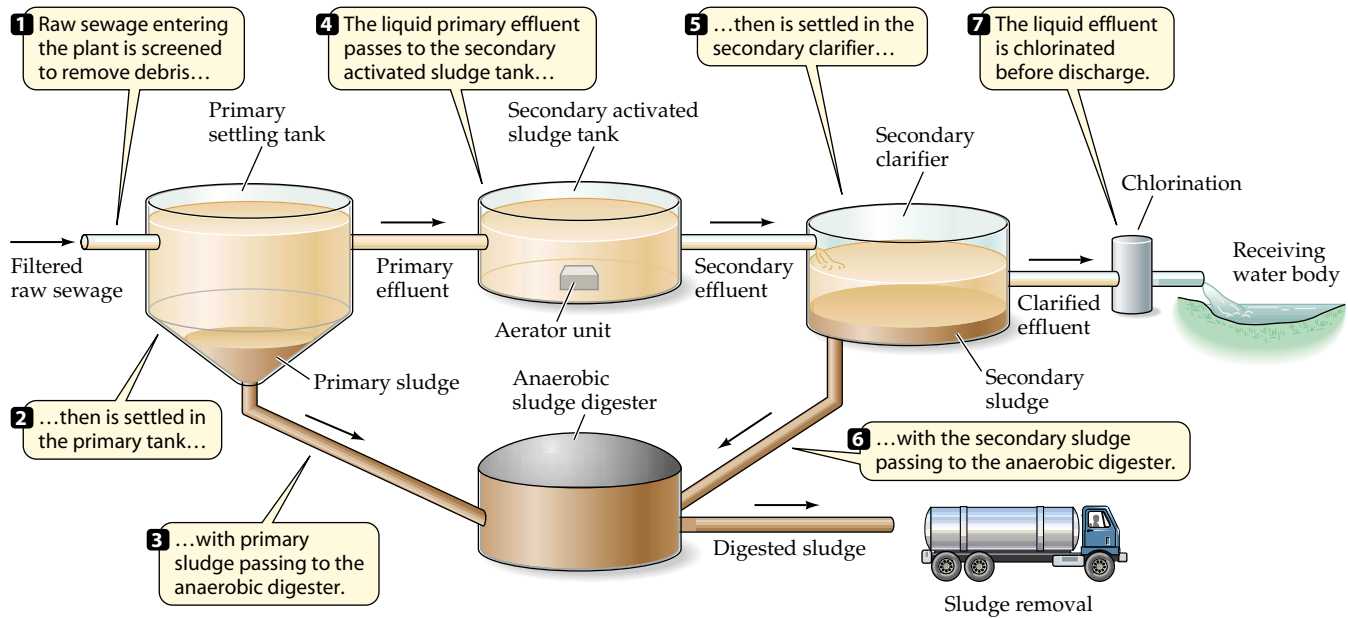 1 Raw sewage entering
the plant is screened
to remove debris…
4 The liquid primary effluent
passes to the secondary
activated sludge tank…
5 …then is settled in the
secondary clarifier…
7 The liquid effluent
is chlorinated
before discharge.
Primary
settling tank
Secondary activated
sludge tank
Secondary
clarifier
Chlorination
Filtered
raw sewage
Primary
effluent
Secondary
effluent
Clarified
effluent
Receiving
water body
Aerator unit
Primary sludge
Anaerobic
sludge digester
Secondary
sludge
2 …then is settled in
the primary tank…
6 …with the secondary sludge
passing to the anaerobic digester.
3 …with primary
sludge passing to the
anaerobic digester.
Digested sludge
Sludge removal